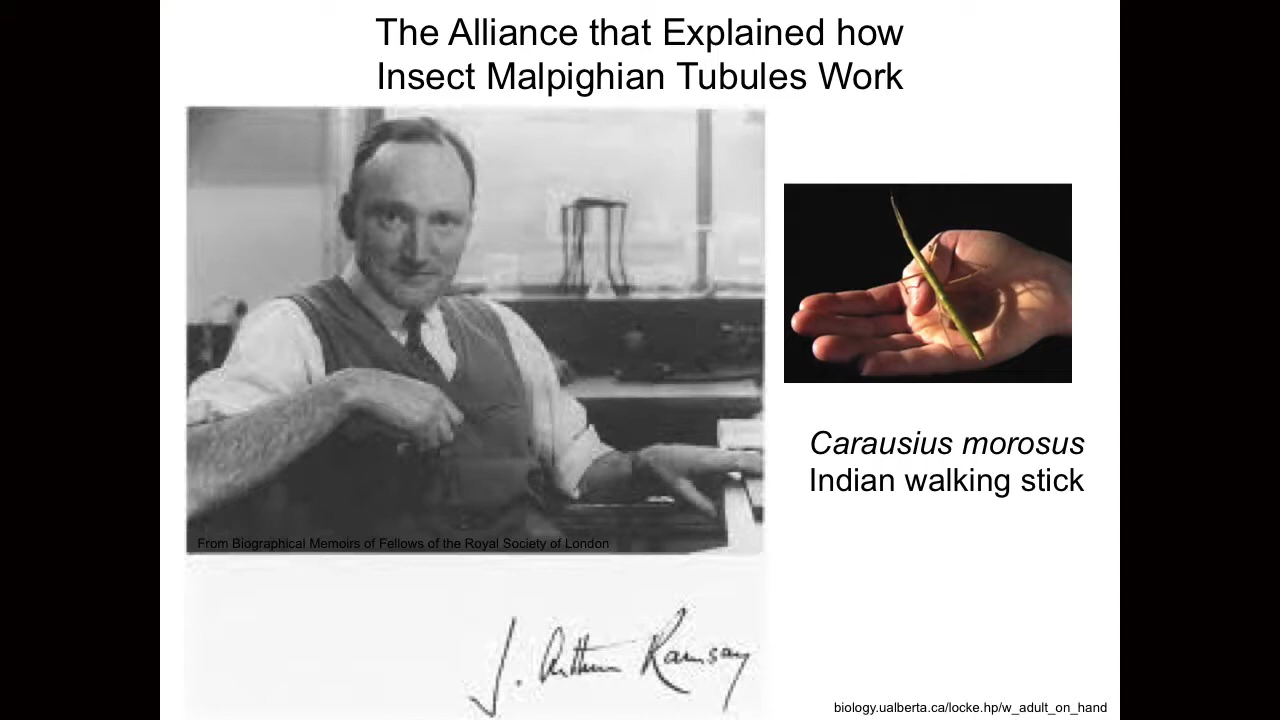 The Alliance that Explained how
Insect Malpighian Tubules Work
From Biographical Memoirs of Fellows of the Royal Society of London
Carausius morosus
Indian walking stick
J. Arthur Ramsay
biology.ualberta.ca/locke.hp/w_adult_on_hand